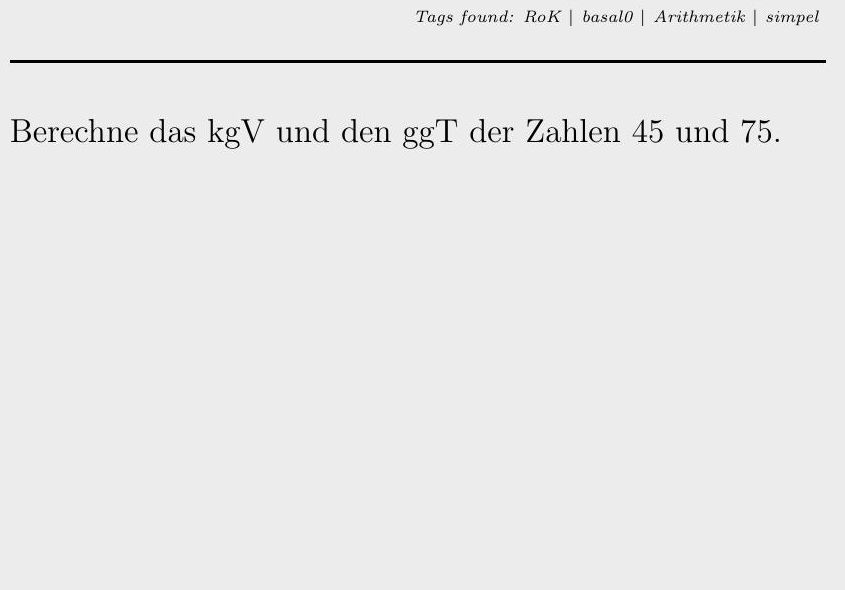 Tags found: RoK | basal0 | Arithmetik | simpel
Berechne das kgV und den ggT der Zahlen 45 und 75.